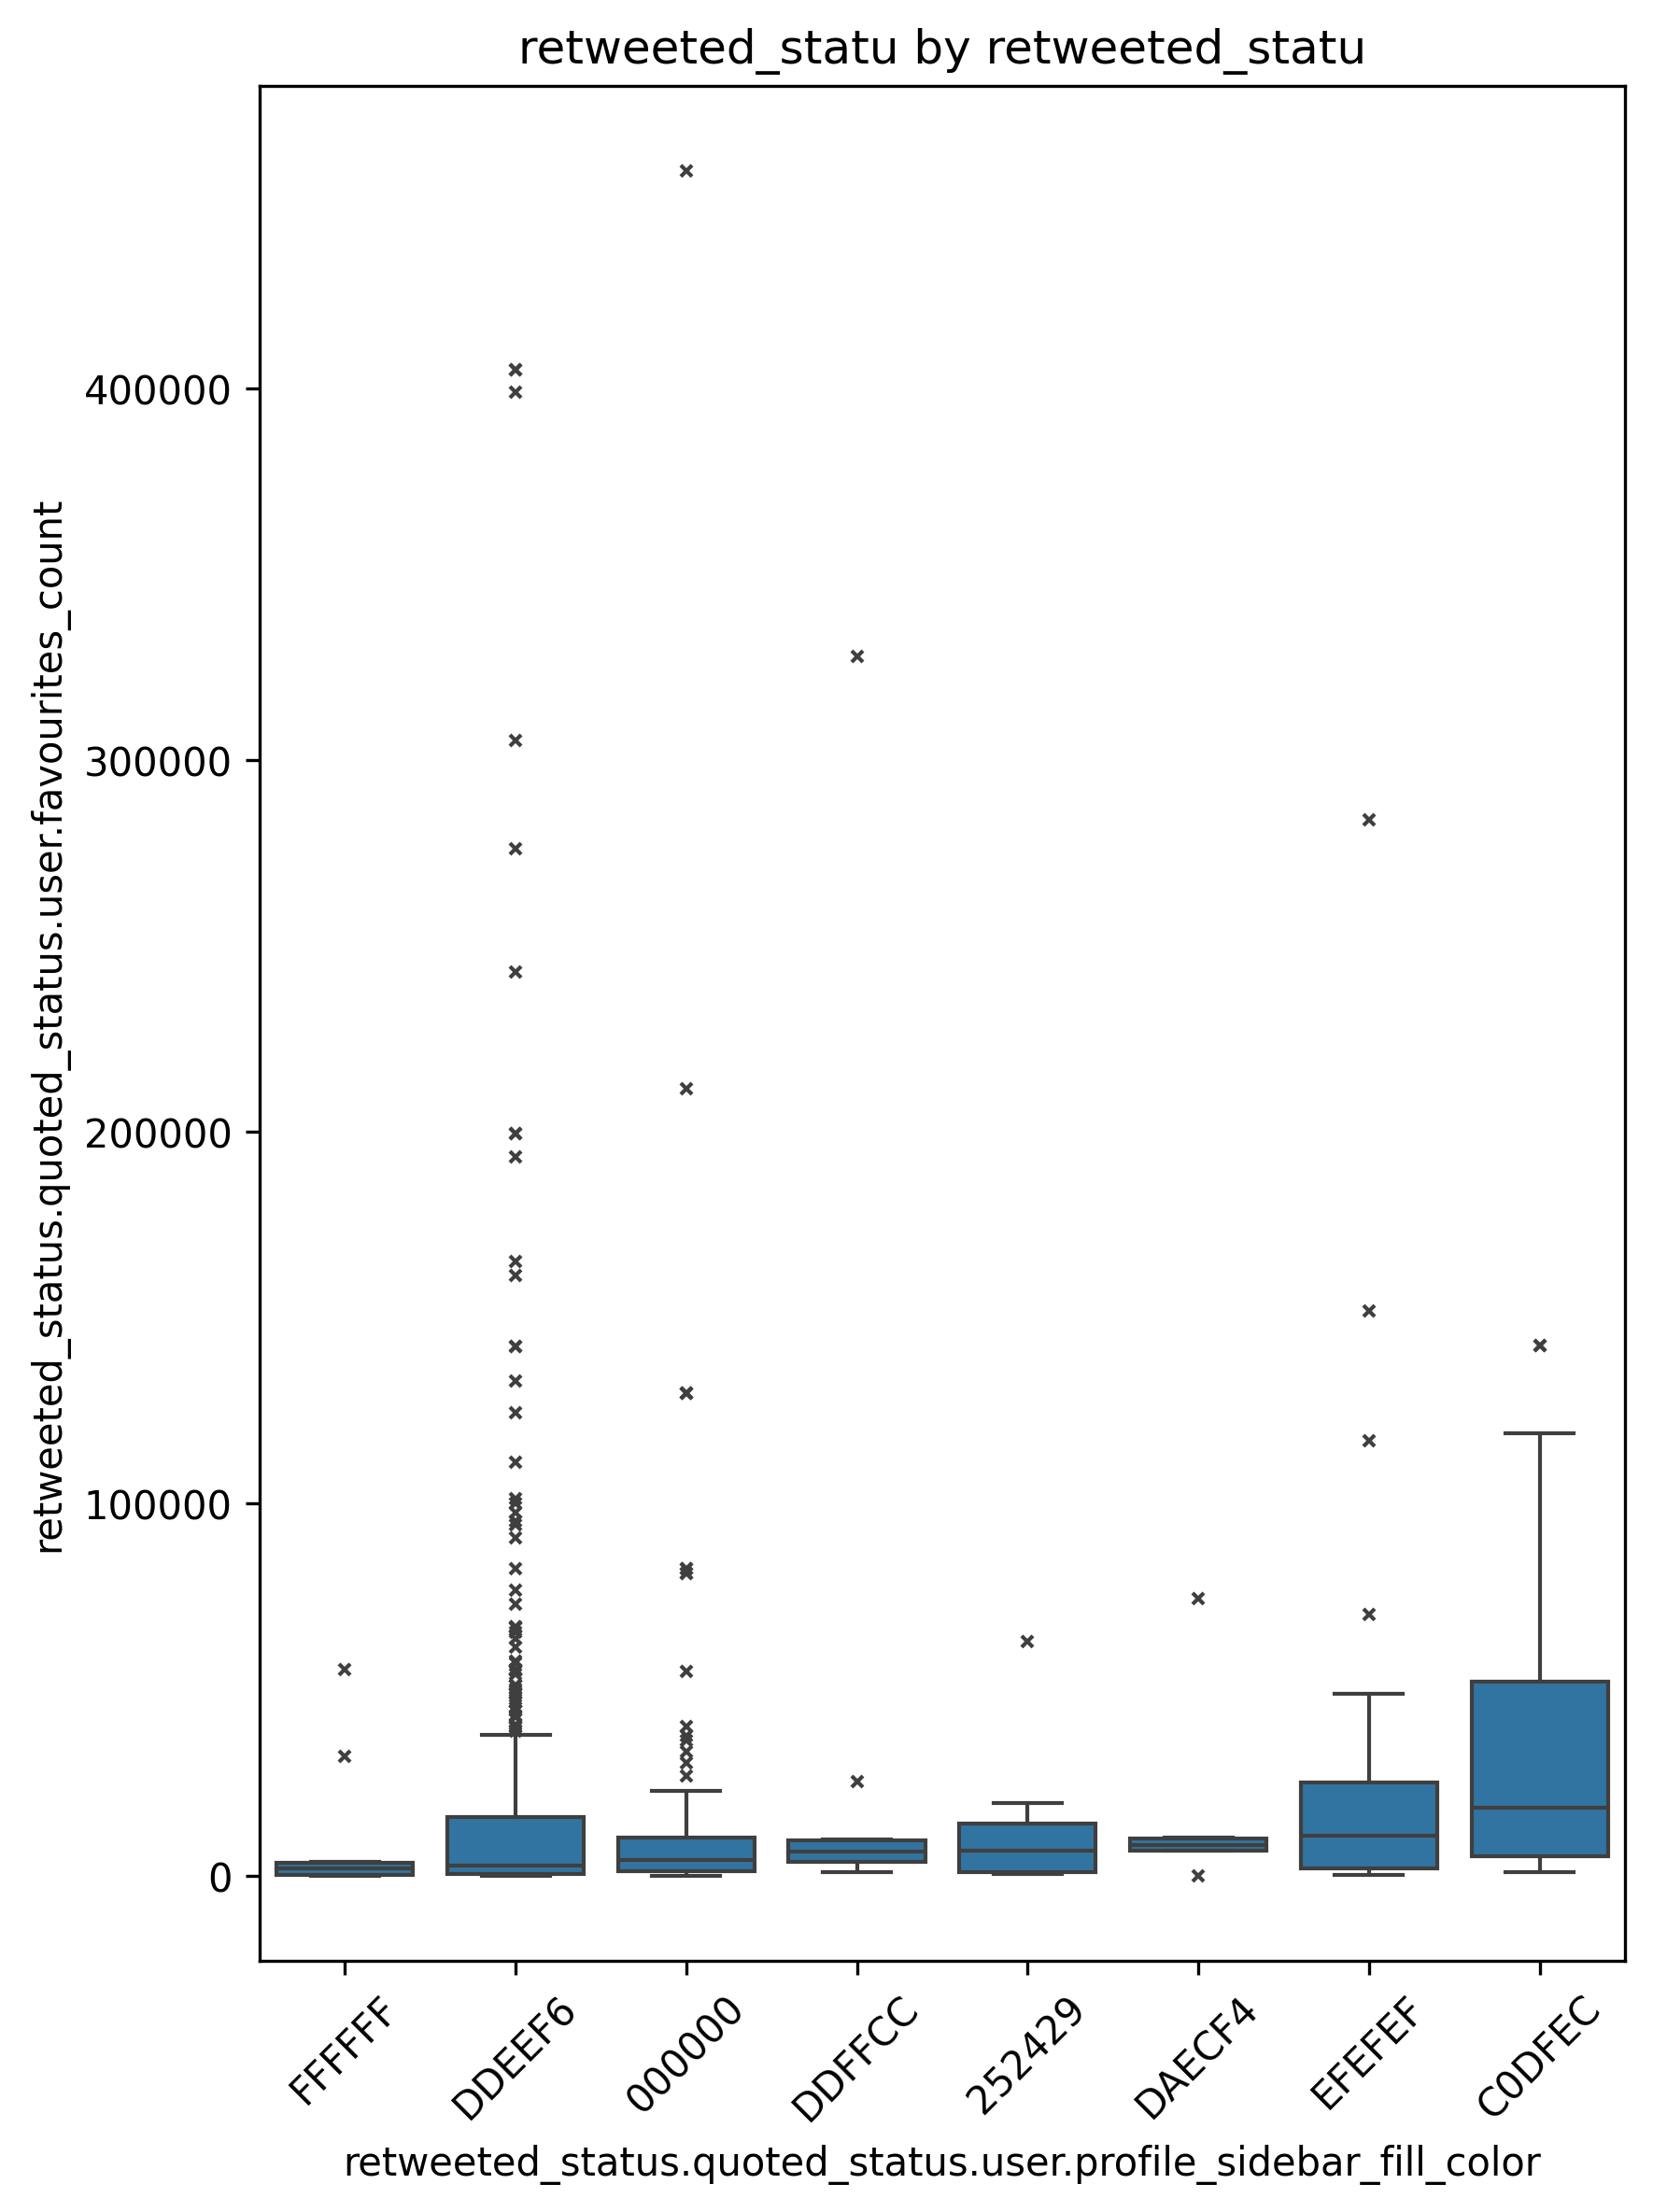 retweeted_statu by retweeted_statu
retweeted_status.quoted_status.user.favourites_count
400000
300000
200000
100000
0
FFFFFF
DDEEF6
000000
DDFFCC
252429
DAECF4
EFEFEF
C0DFEC
retweeted_status.quoted_status.user.profile_sidebar_fill_color